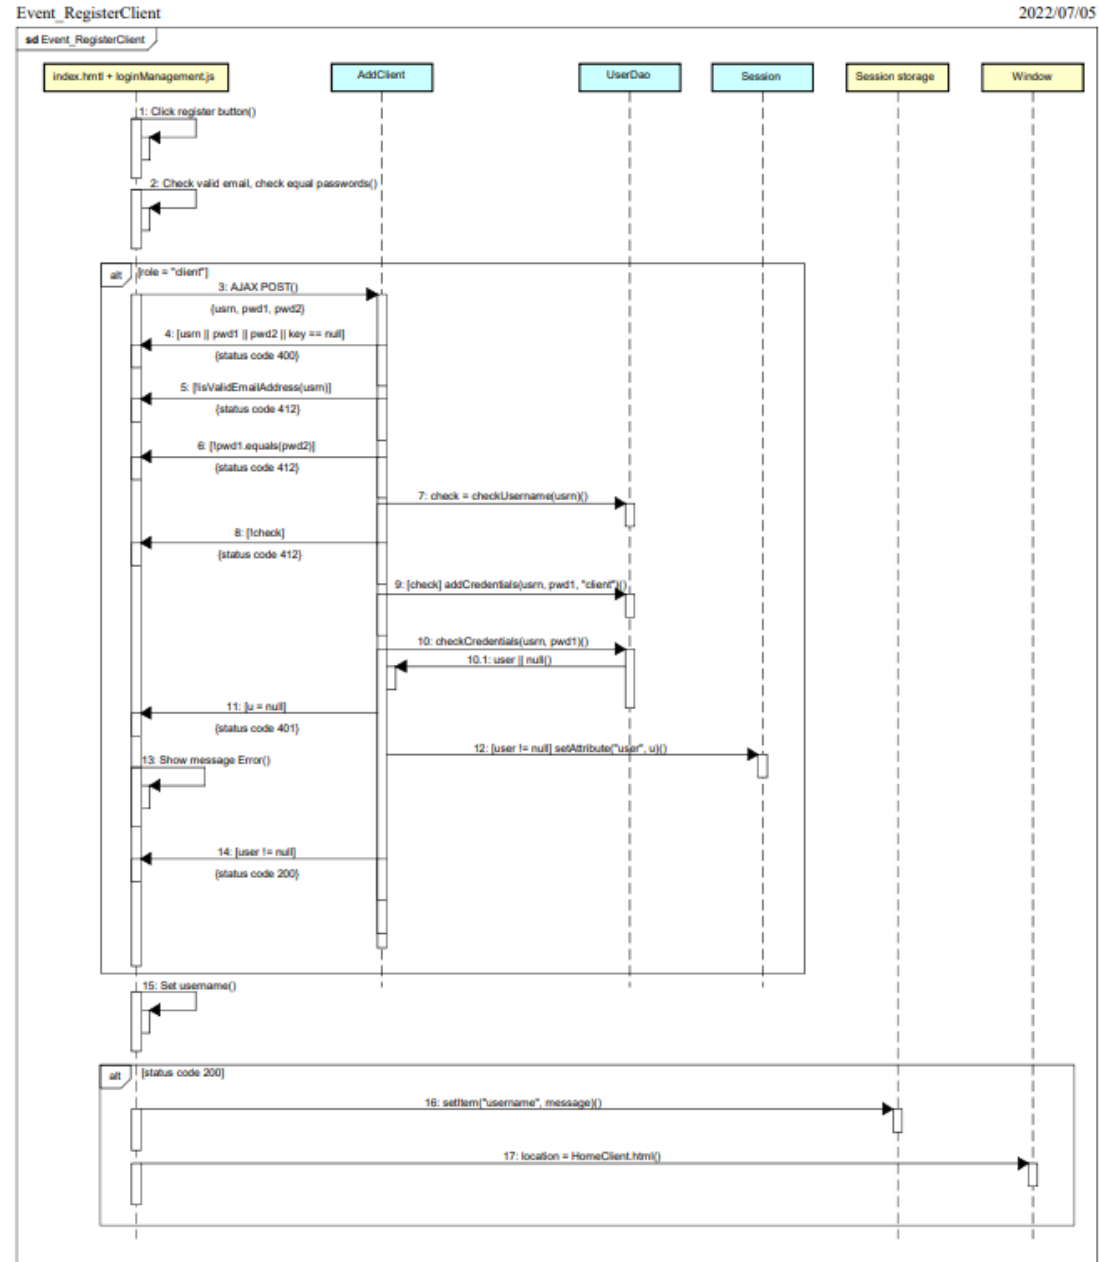 Event_RegisterClient
2022/07/05
sd Event_RegisterClient
index.hmtl + loginManagement.js
AddClient
UserDao
Session
Session storage
Window
1: Click register button()
2: Check valid email, check equal passwords()
alt
[role = "client"]
3: AJAX POST()
{usrn, pwd1, pwd2}
4: [usrn || pwd1 || pwd2 || key == null]
{status code 400}
5: [!isValidEmailAddress(usrn)]
{status code 412}
6: [!pwd1.equals(pwd2)]
{status code 412}
7: check = checkUsername(usrn)()
8: [!check]
{status code 412}
9: [check] addCredentials(usrn, pwd1, "client")()
10: checkCredentials(usrn, pwd1)()
10.1: user || null()
11: [u = null]
{status code 401}
12: [user != null] setAttribute("user", u)()
13: Show message Error()
14: [user != null]
{status code 200}
15: Set username()
alt
[status code 200]
16: setItem("username", message)()
17: location = HomeClient.html()